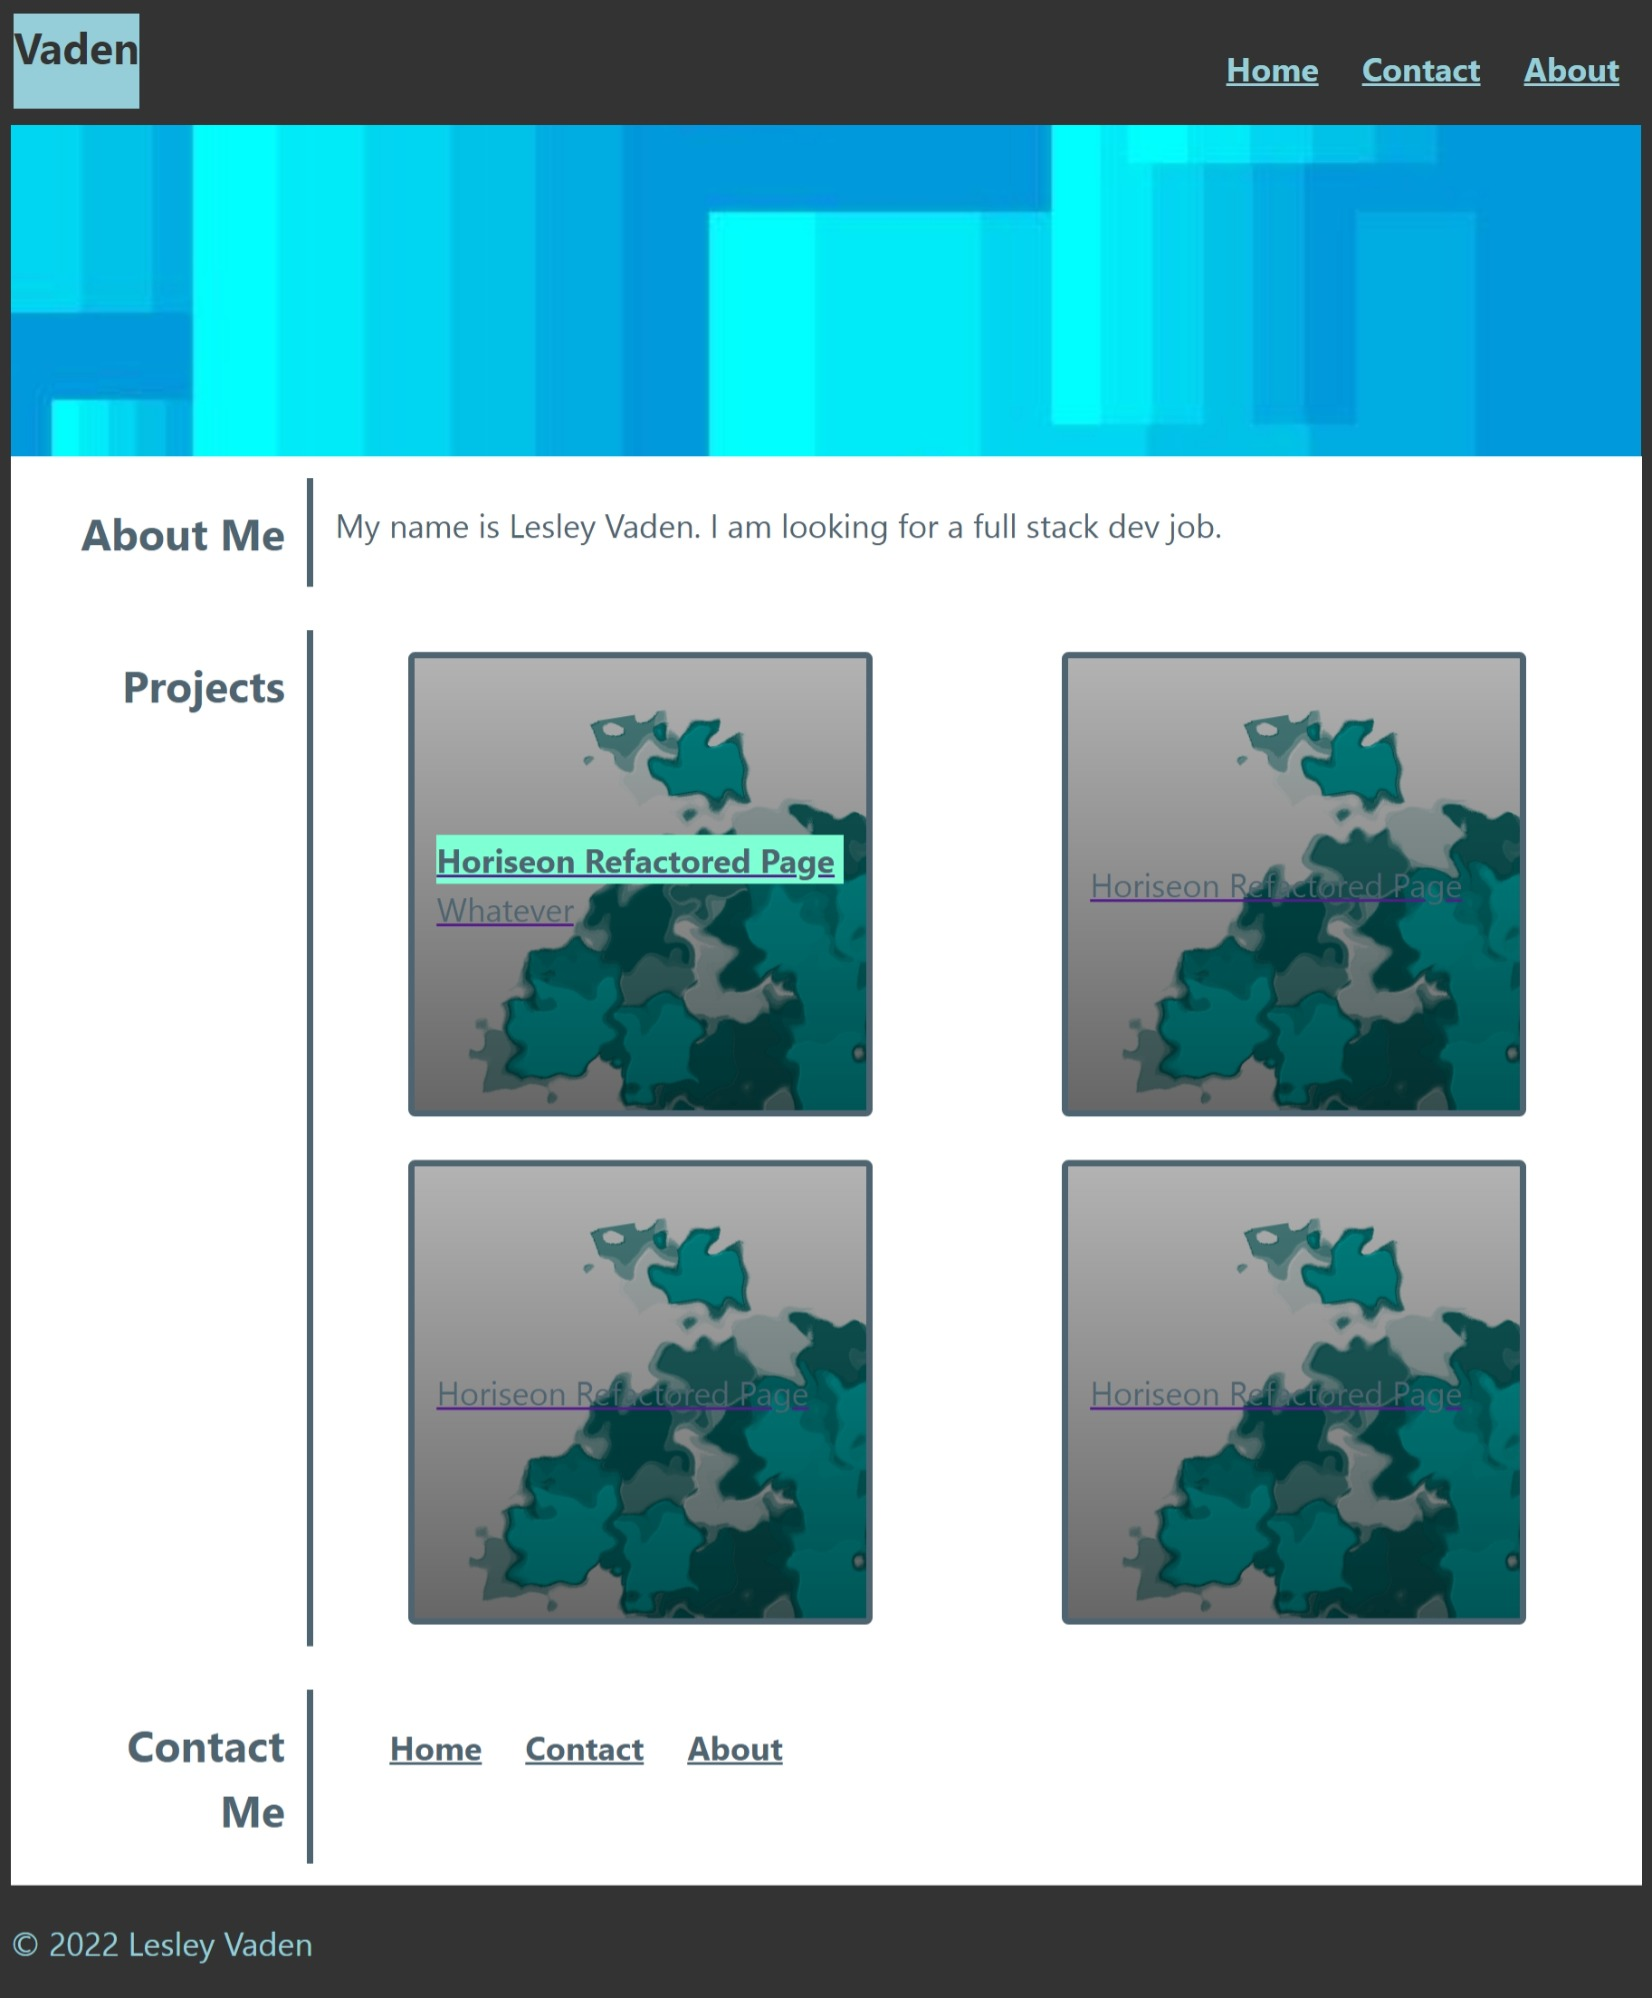 Vaden
Home Contact About
About Me
My name is Lesley Vaden. I am looking for a full stack dev job.
Projects
Horiseon Refactored Page
Whatever
Horiseon Refactored Page
Horiseon Refactored Page
Horiseon Refactored Page
Contact
Me
Home Contact About
© 2022 Lesley Vaden